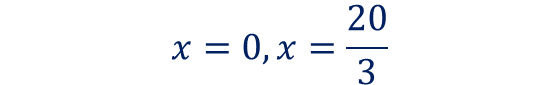 x = 0, x = 20/3